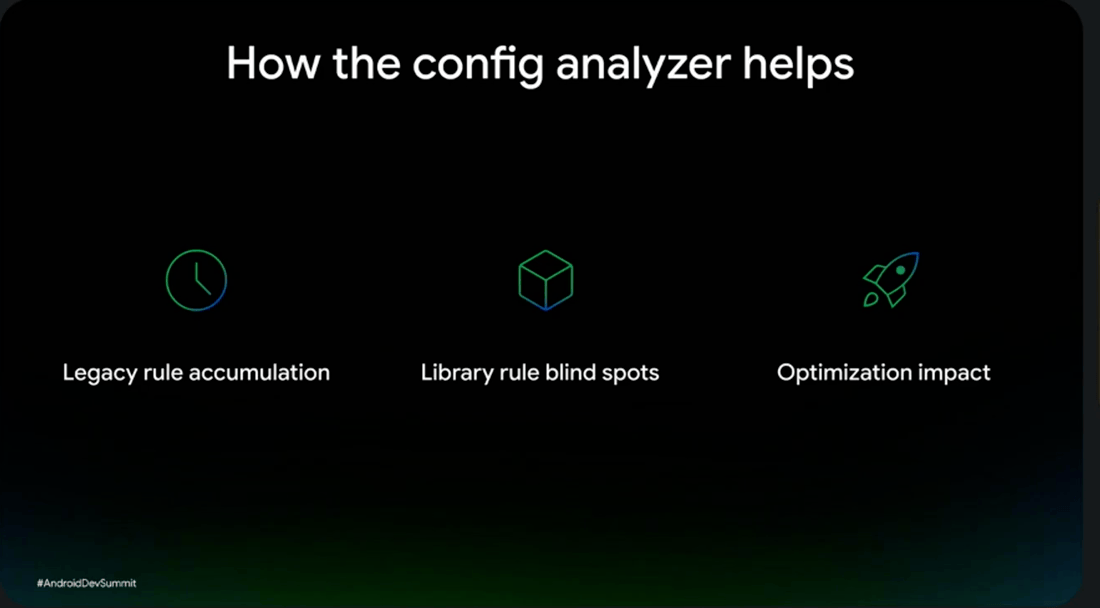 How the config analyzer helps
Legacy rule accumulation
Library rule blind spots
Optimization impact
#AndroidDevSummit